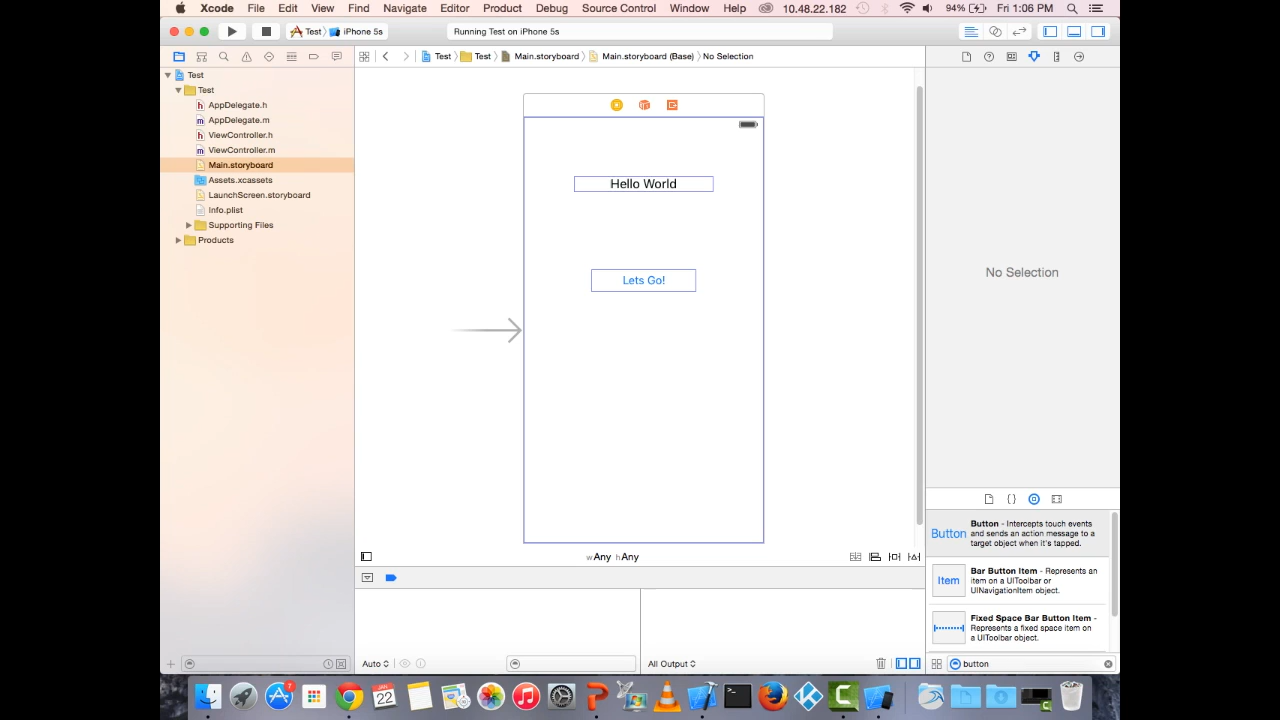 Xcode File Edit View Find Navigate Editor Product Debug Source Control Window Help 10.48.22.182 94% Fri 1:06 PM
Test iPhone 5s Running Test on iPhone 5s
Test Test Main.storyboard Main.storyboard (Base) No Selection
Test
Test
AppDelegate.h
AppDelegate.m
ViewController.h
ViewController.m
Main.storyboard
Assets.xcassets
LaunchScreen.storyboard
Info.plist
Supporting Files
Products
Hello World
Lets Go!
wAny hAny
Auto
All Output
No Selection
Button
Button - Intercepts touch events
and sends an action message to a
target object when it's tapped.
Item
Bar Button Item - Represents an
item on a UIToolbar or
UINavigationItem object.
Fixed Space Bar Button Item -
Represents a fixed space item on
a UIToolbar object.
button
7
JAN
22